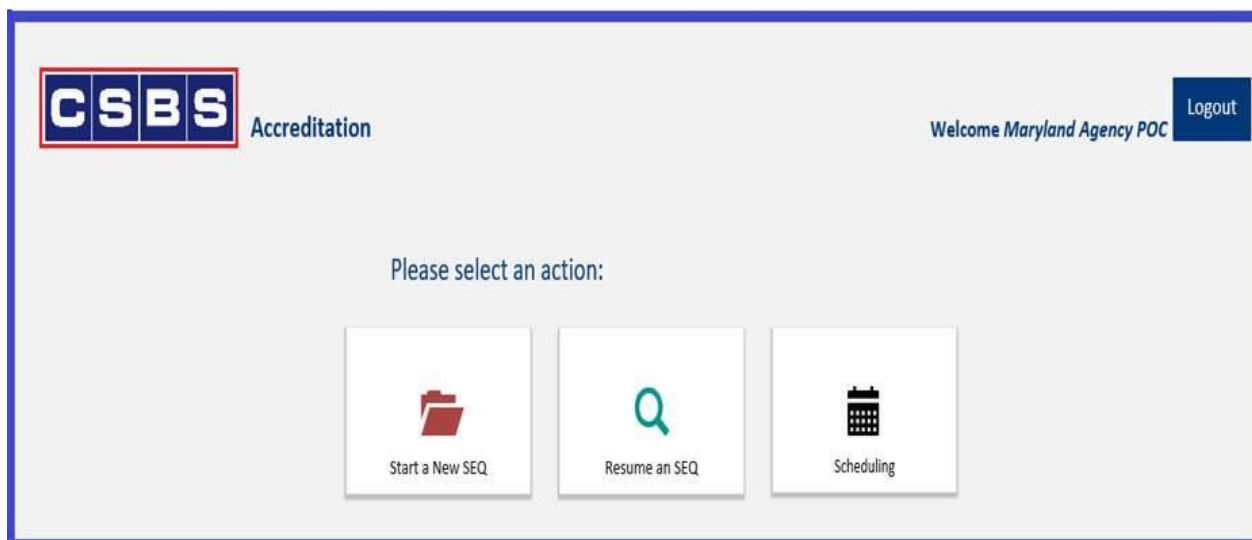 CSBS
Accreditation
Welcome Maryland Agency POC
Logout
Please select an action:
Start a New SEQ
Resume an SEQ
Scheduling